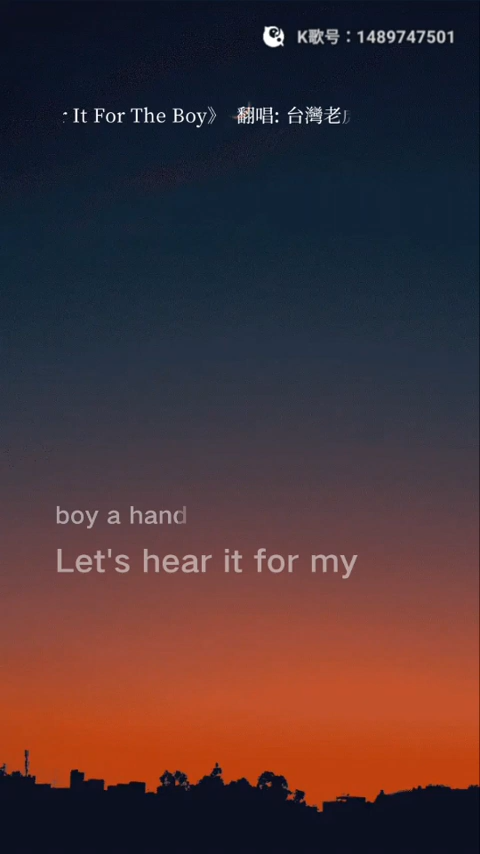 K歌号：1489747501
It For The Boy》 翻唱: 台灣老
boy a hand
Let's hear it for my